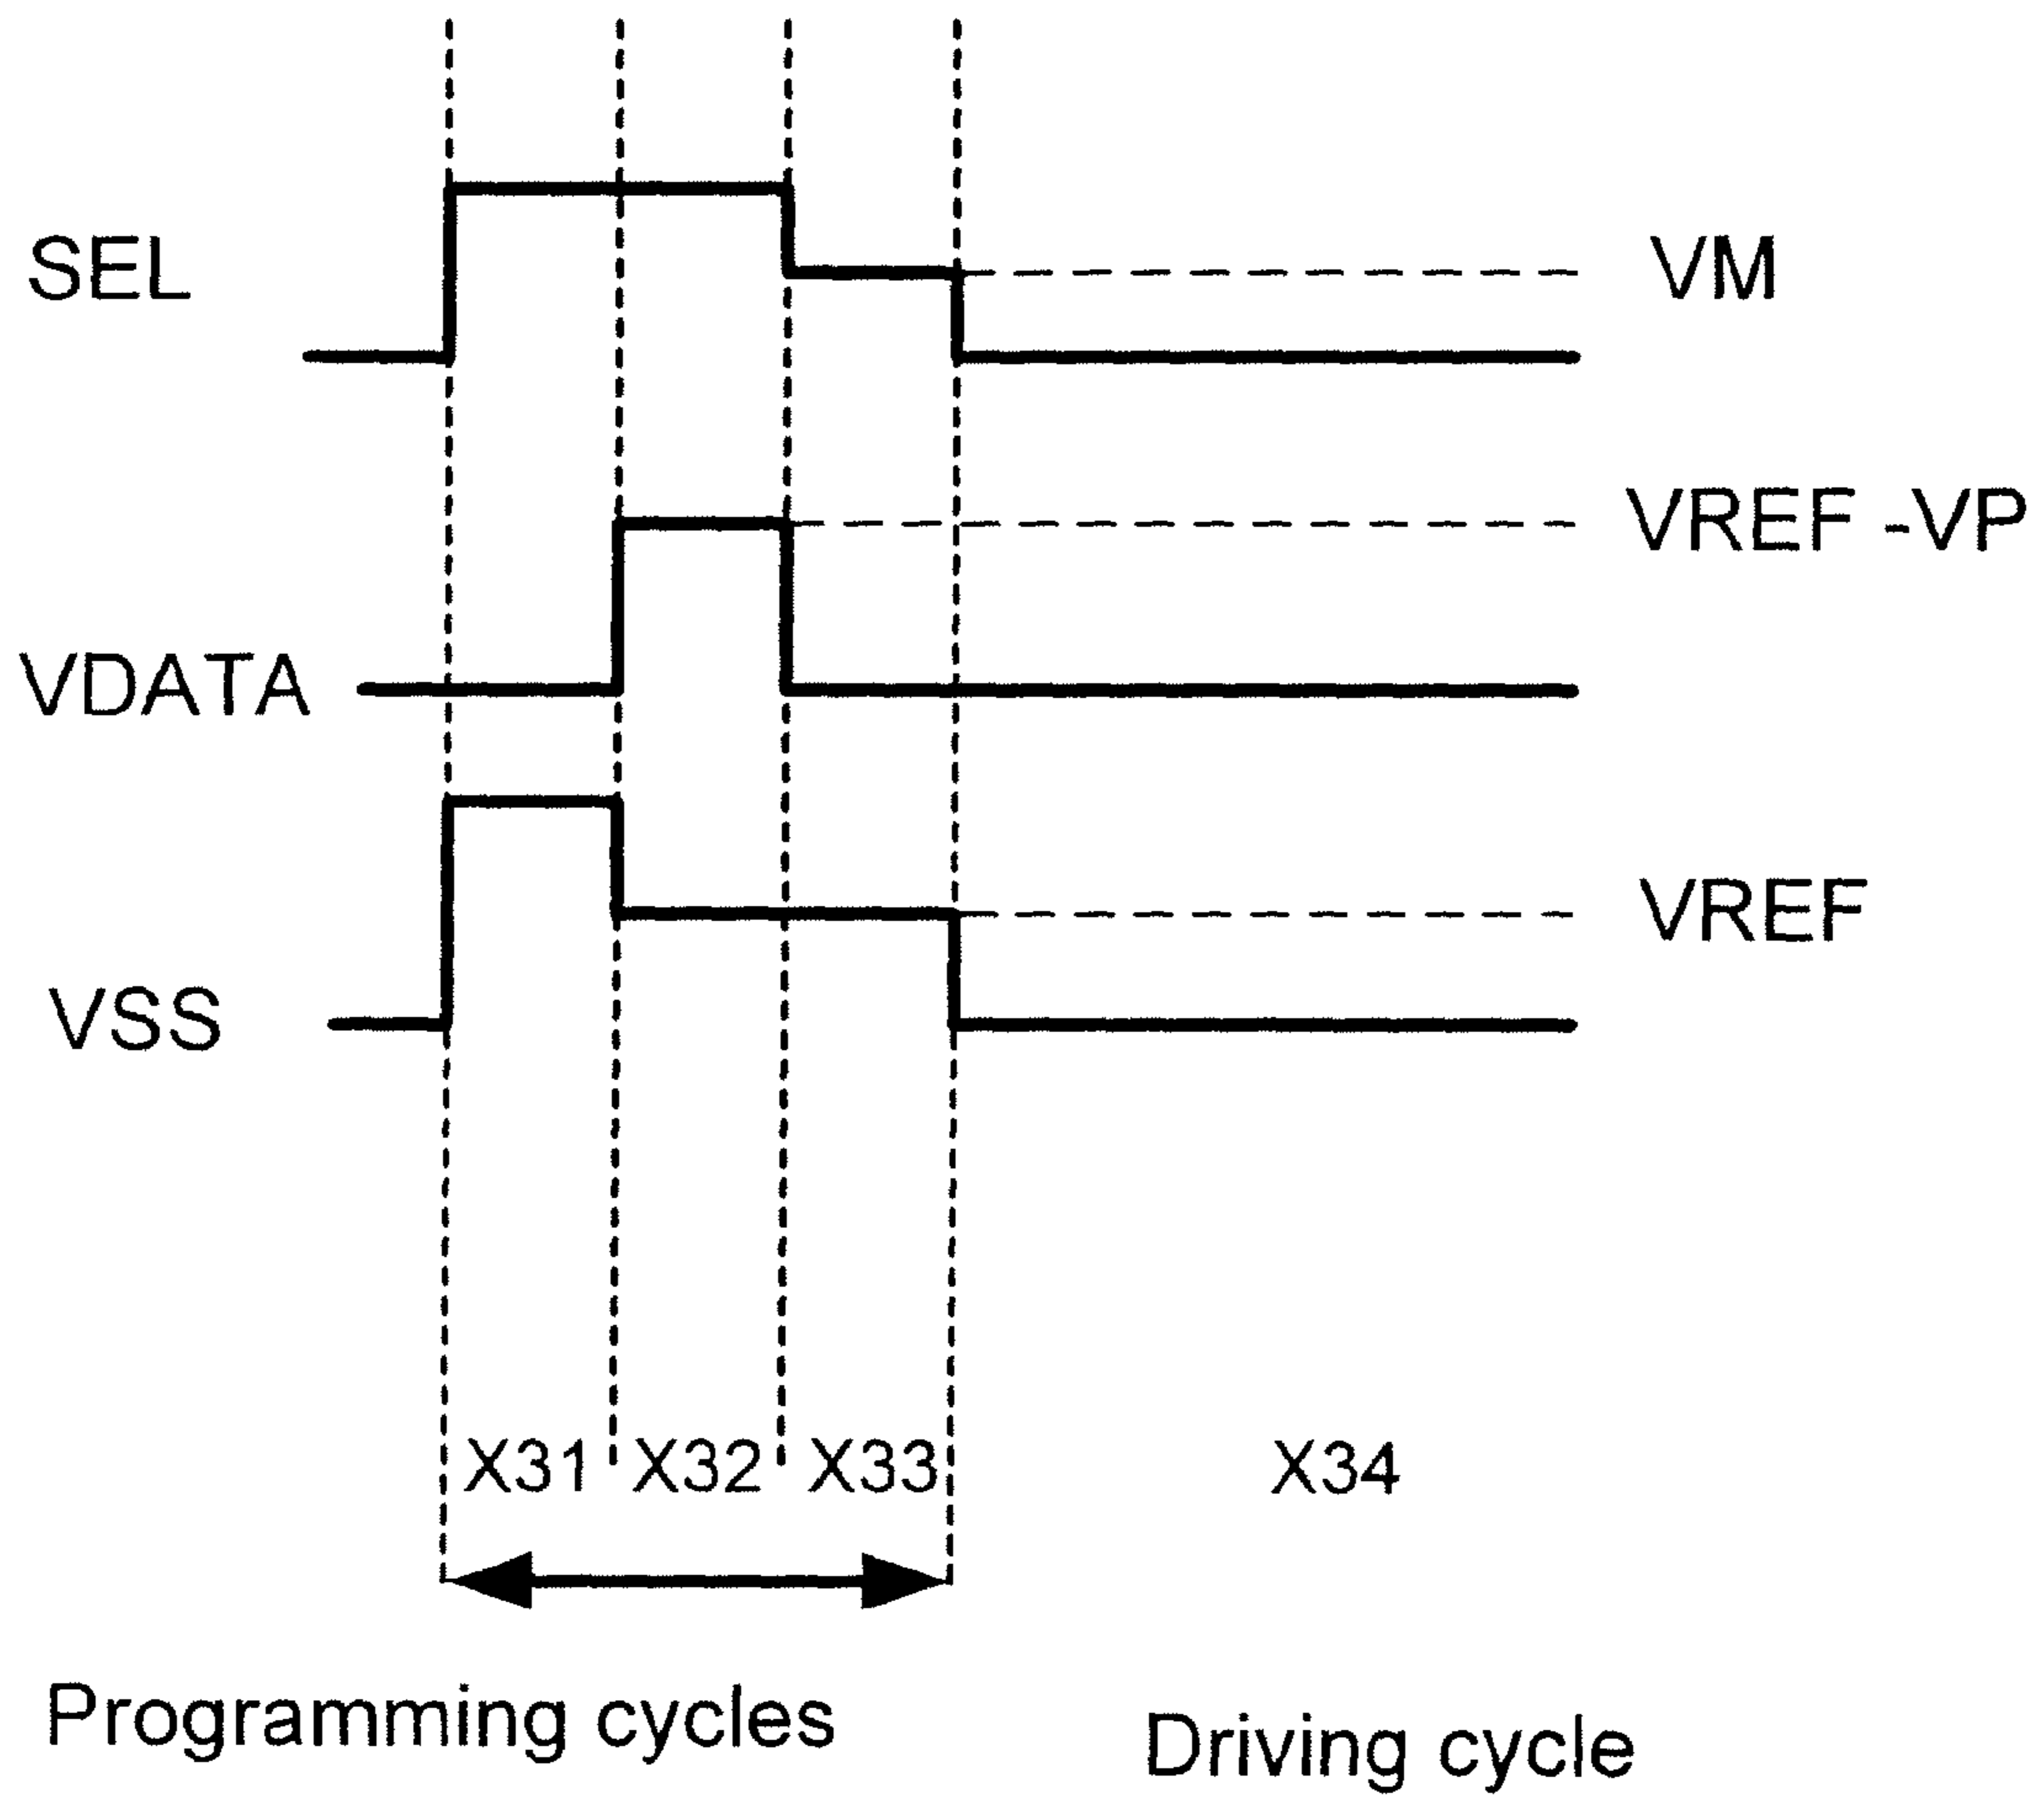 SEL
VM
VREF -VP
VDATA
VREF
VSS
X31 X32 X33 X34
Programming cycles
Driving cycle